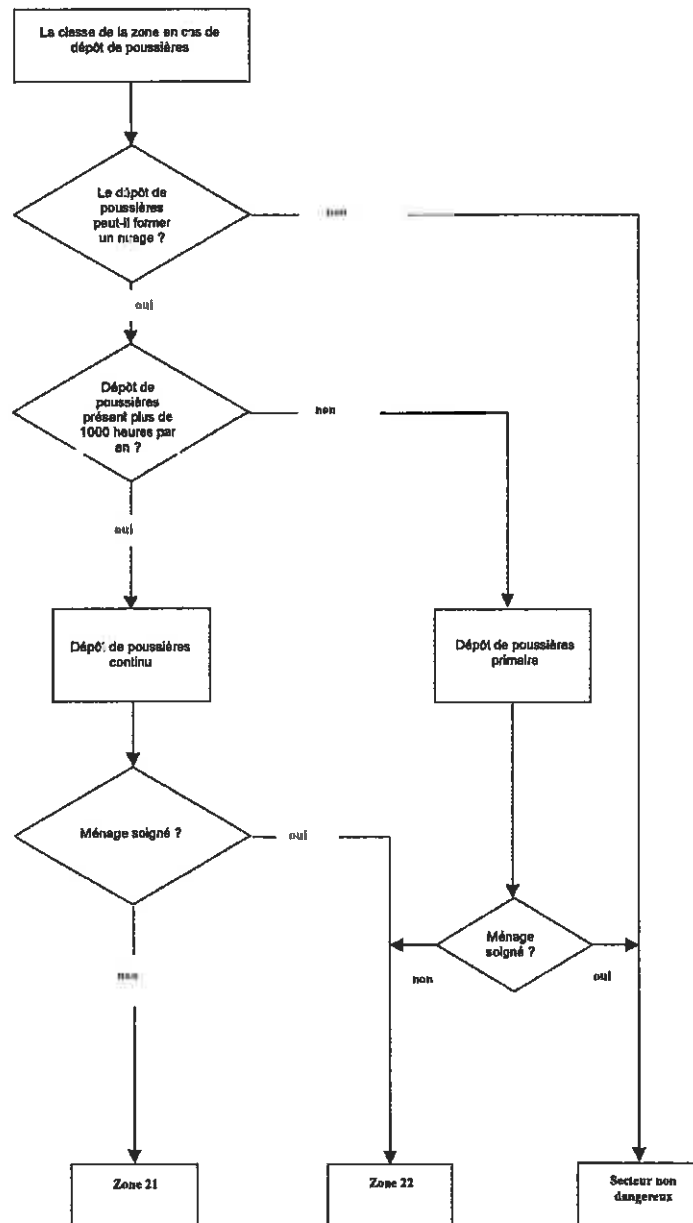 La classe de la zone en cas de
dépôt de poussières
Le dépôt de
poussières
peut-il former
un nuage ?
non
oui
Dépôt de
poussières
présent plus de
1000 heures par
an ?
non
oui
Dépôt de poussières
continu
Dépôt de poussières
primaire
Ménage soigné ?
oui
Ménage
soigné ?
non
oui
non
Zone 21
Zone 22
Secteur non
dangereux